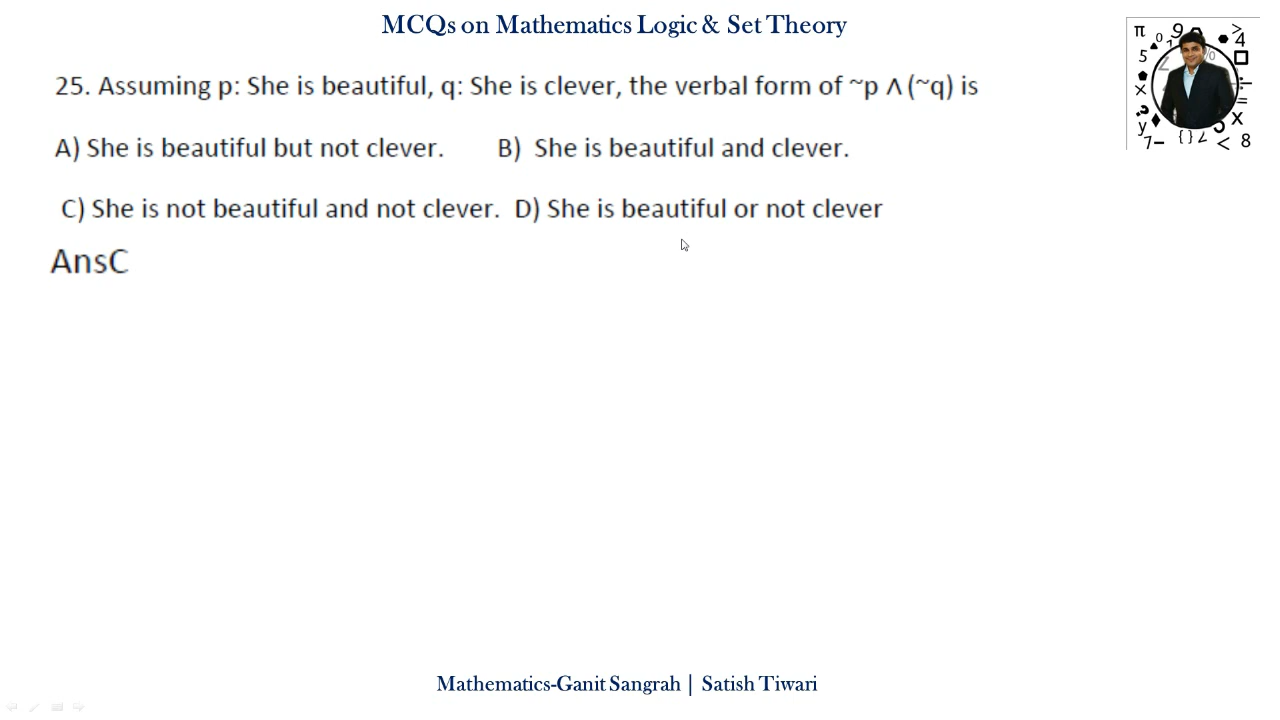 MCQs on Mathematics Logic & Set Theory
25. Assuming p: She is beautiful, q: She is clever, the verbal form of ~p ∧ (~q) is
A) She is beautiful but not clever. B) She is beautiful and clever.
C) She is not beautiful and not clever. D) She is beautiful or not clever
AnsC
Mathematics-Ganit Sangrah | Satish Tiwari